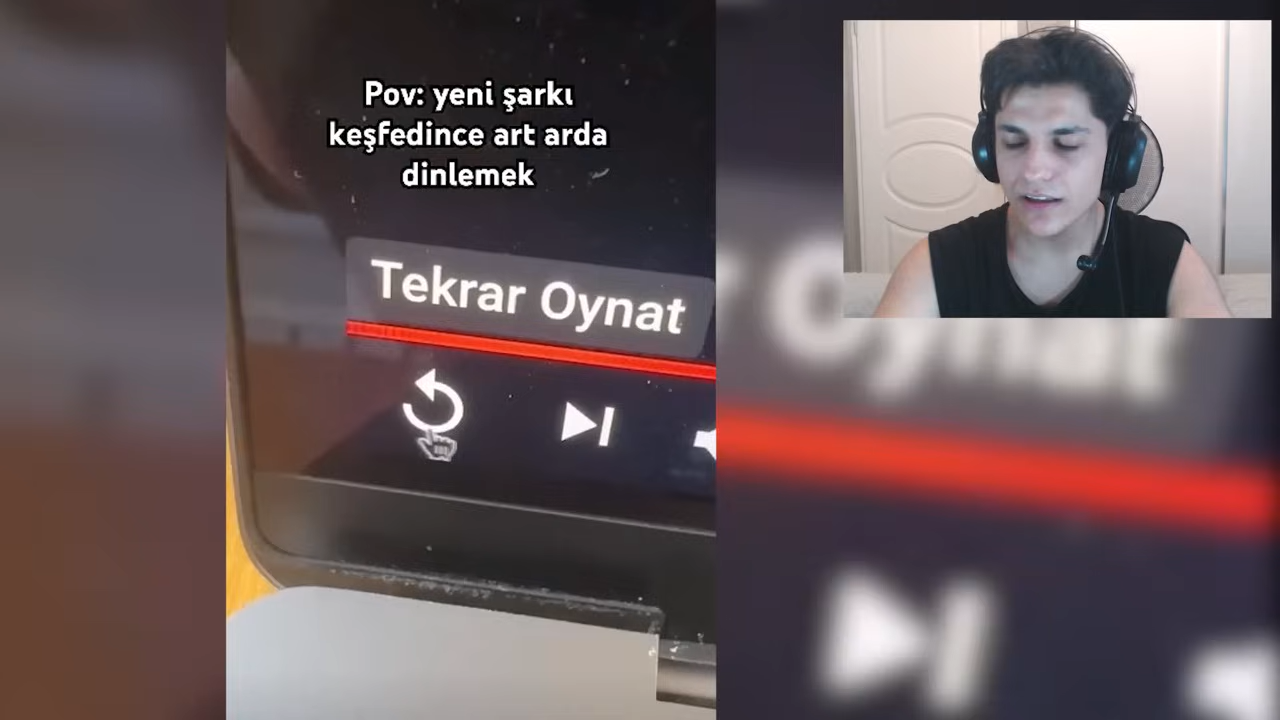 Pov: yeni şarkı
keşfedince art arda
dinlemek
Tekrar Oynat